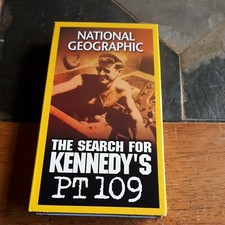 NATIONAL
GEOGRAPHIC
THE SEARCH FOR
KENNEDY'S
PT 109